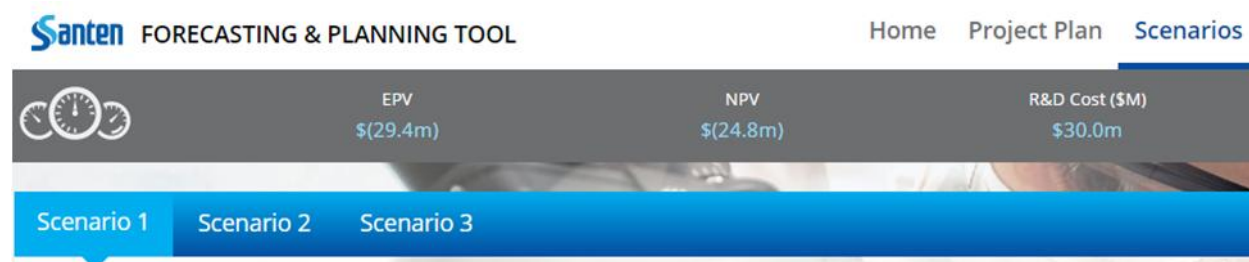 Santen FORECASTING & PLANNING TOOL
Home Project Plan Scenarios
EPV NPV R&D Cost ($M)
$(29.4m) $(24.8m) $30.0m
Scenario 1 Scenario 2 Scenario 3